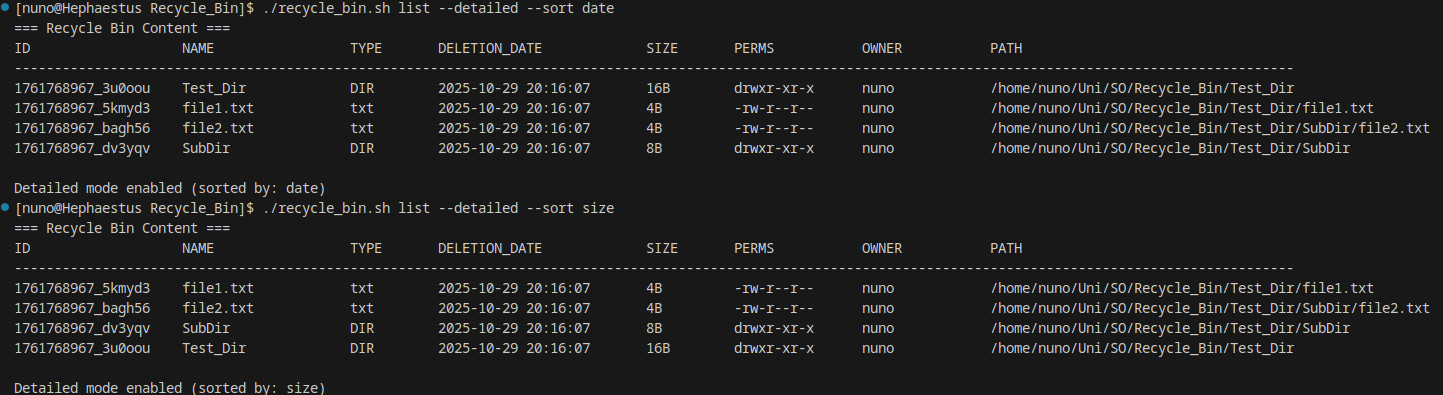 [nuno@Hephaestus Recycle_Bin]$ ./recycle_bin.sh list --detailed --sort date
=== Recycle Bin Content ===
ID                   NAME                 TYPE       DELETION_DATE             SIZE       PERMS           OWNER           PATH
----------------------------------------------------------------------------------------------------------------------------------------------------------------
1761768967_3u0oou    Test_Dir             DIR        2025-10-29 20:16:07       16B        drwxr-xr-x      nuno            /home/nuno/Uni/SO/Recycle_Bin/Test_Dir
1761768967_5kmyd3    file1.txt            txt        2025-10-29 20:16:07       4B         -rw-r--r--      nuno            /home/nuno/Uni/SO/Recycle_Bin/Test_Dir/file1.txt
1761768967_bagh56    file2.txt            txt        2025-10-29 20:16:07       4B         -rw-r--r--      nuno            /home/nuno/Uni/SO/Recycle_Bin/Test_Dir/SubDir/file2.txt
1761768967_dv3yqv    SubDir               DIR        2025-10-29 20:16:07       8B         drwxr-xr-x      nuno            /home/nuno/Uni/SO/Recycle_Bin/Test_Dir/SubDir

Detailed mode enabled (sorted by: date)
[nuno@Hephaestus Recycle_Bin]$ ./recycle_bin.sh list --detailed --sort size
=== Recycle Bin Content ===
ID                   NAME                 TYPE       DELETION_DATE             SIZE       PERMS           OWNER           PATH
----------------------------------------------------------------------------------------------------------------------------------------------------------------
1761768967_5kmyd3    file1.txt            txt        2025-10-29 20:16:07       4B         -rw-r--r--      nuno            /home/nuno/Uni/SO/Recycle_Bin/Test_Dir/file1.txt
1761768967_bagh56    file2.txt            txt        2025-10-29 20:16:07       4B         -rw-r--r--      nuno            /home/nuno/Uni/SO/Recycle_Bin/Test_Dir/SubDir/file2.txt
1761768967_dv3yqv    SubDir               DIR        2025-10-29 20:16:07       8B         drwxr-xr-x      nuno            /home/nuno/Uni/SO/Recycle_Bin/Test_Dir/SubDir
1761768967_3u0oou    Test_Dir             DIR        2025-10-29 20:16:07       16B        drwxr-xr-x      nuno            /home/nuno/Uni/SO/Recycle_Bin/Test_Dir

Detailed mode enabled (sorted by: size)